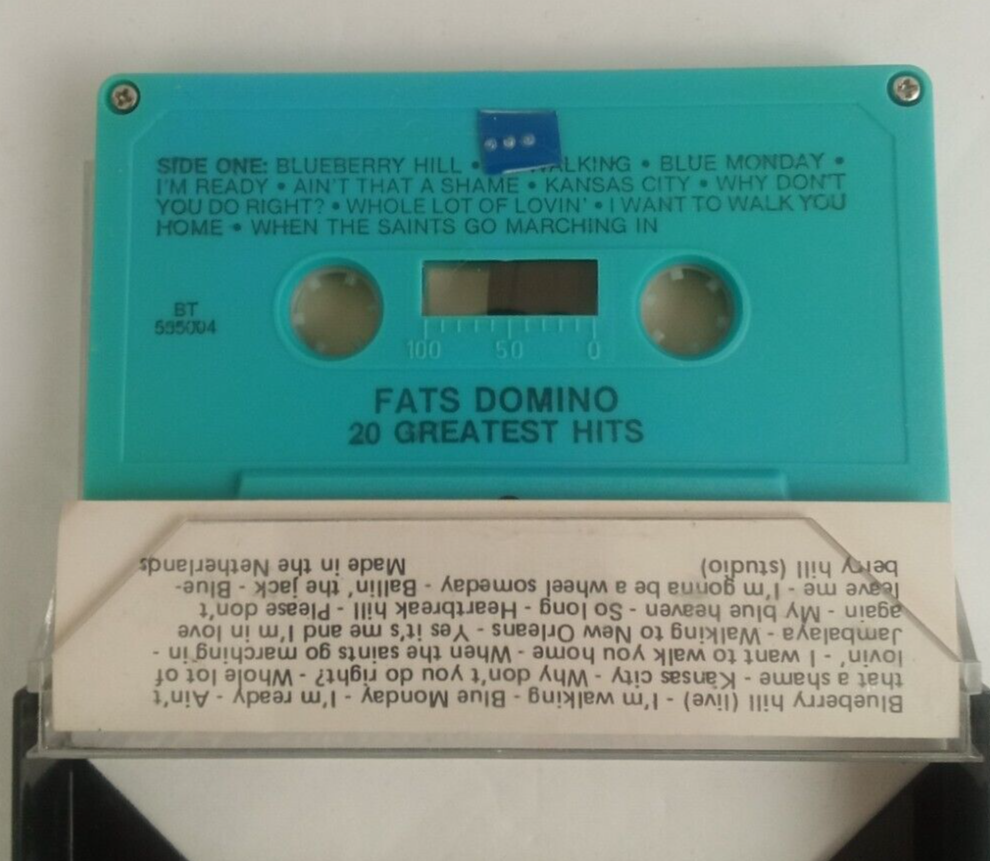 SIDE ONE: BLUEBERRY HILL • WALKING • BLUE MONDAY •
I'M READY • AIN'T THAT A SHAME • KANSAS CITY • WHY DON'T
YOU DO RIGHT? • WHOLE LOT OF LOVIN' • I WANT TO WALK YOU
HOME • WHEN THE SAINTS GO MARCHING IN
BT
555004
100 50 0
FATS DOMINO
20 GREATEST HITS
Blueberry hill (live) - I'm walking - Blue Monday - I'm ready - Ain't
that a shame - Kansas city - Why don't you do right? - Whole lot of
lovin' - I want to walk you home - When the saints go marching in -
Jambalaya - Walking to New Orleans - Yes it's me and I'm in love
again - My blue heaven - So long - Heartbreak hill - Please don't
leave me - I'm gonna be a wheel someday - Ballin' the jack - Blue-
berry hill (studio) Made in the Netherlands